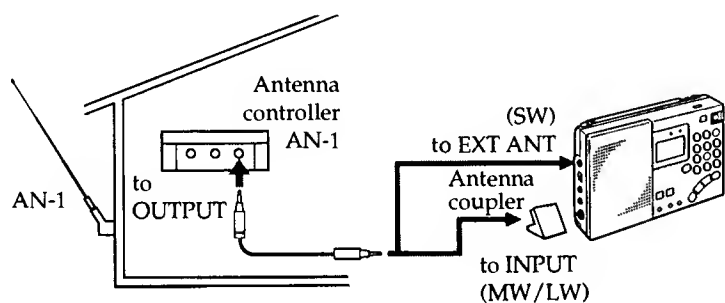 Antenna
controller
AN-1
AN-1
to
OUTPUT
(SW)
to EXT ANT
Antenna
coupler
to INPUT
(MW/LW)